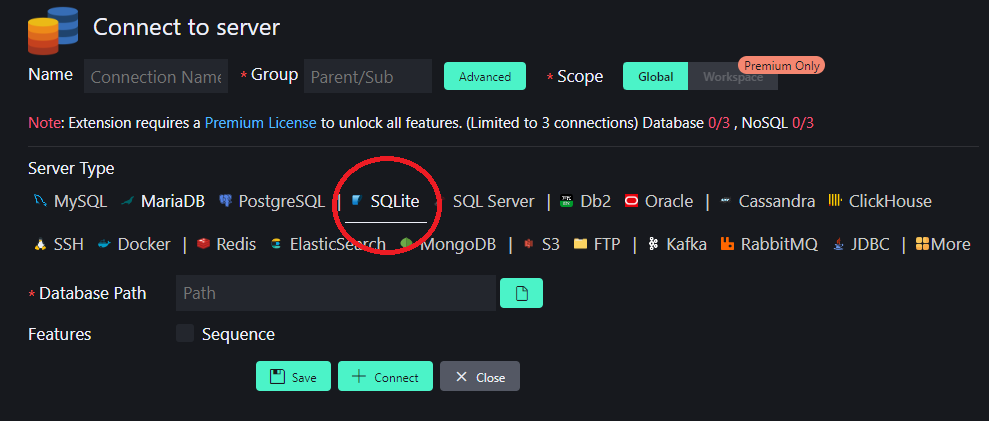 Connect to server
Name Connection Name * Group Parent/Sub Advanced * Scope Global Workspace Premium Only
Note: Extension requires a Premium License to unlock all features. (Limited to 3 connections) Database 0/3 , NoSQL 0/3
Server Type
MySQL MariaDB PostgreSQL | SQLite SQL Server | Db2 Oracle | Cassandra ClickHouse
SSH Docker | Redis ElasticSearch MongoDB | S3 FTP | Kafka RabbitMQ JDBC | More
* Database Path Path
Features Sequence
Save Connect Close